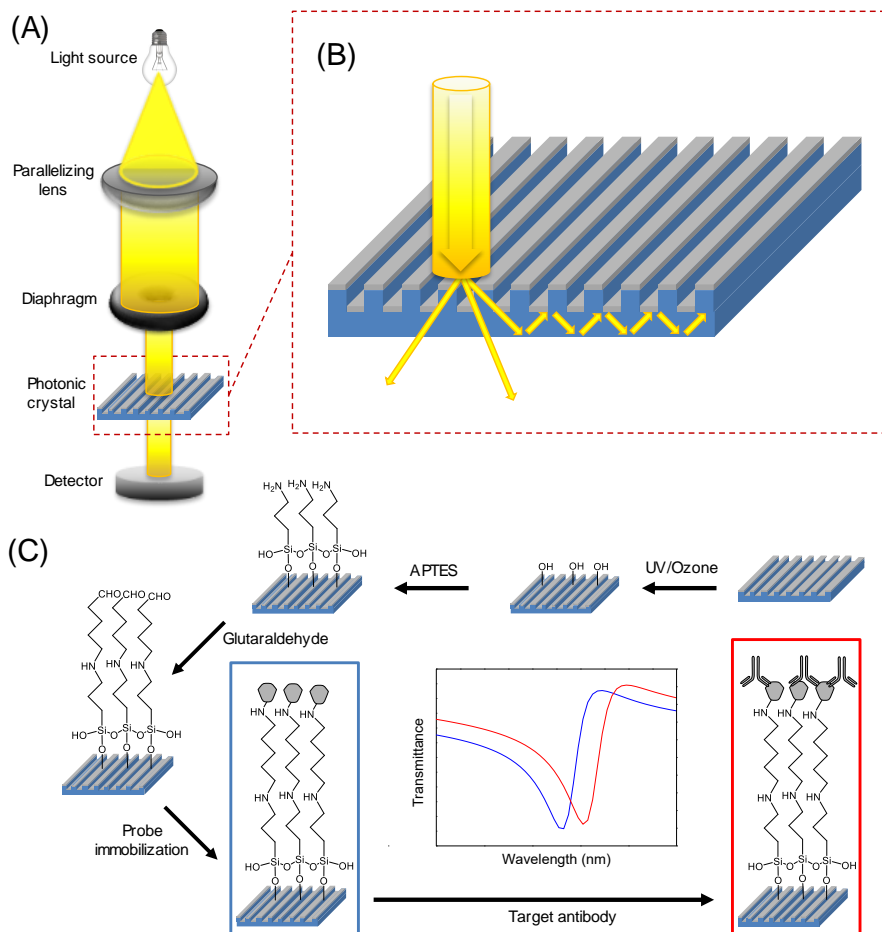 (A)
Light source
Parallelizing
lens
Diaphragm
Photonic
crystal
Detector
(B)
(C)
UV/Ozone
OH
OH
OH
APTES
H2N
H2N
H2N
HO
Si
O
Si
O
Si
OH
O
O
O
Glutaraldehyde
CHO
CHO
CHO
HN
HN
HN
HO
Si
O
Si
O
Si
OH
O
O
O
Probe
immobilization
HN
HN
HN
HN
HN
HN
HO
Si
O
Si
O
Si
OH
O
O
O
Transmittance
Wavelength (nm)
Target antibody
HN
HN
HN
HN
HN
HN
HO
Si
O
Si
O
Si
OH
O
O
O